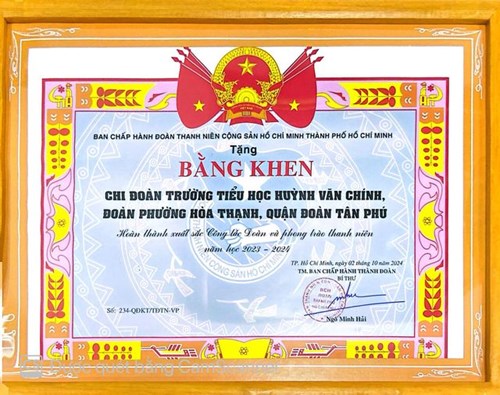 BAN CHẤP HÀNH ĐOÀN THANH NIÊN CỘNG SẢN HỒ CHÍ MINH THÀNH PHỐ HỒ CHÍ MINH
Tặng
BẰNG KHEN
CHI ĐOÀN TRƯỜNG TIỂU HỌC HUỲNH VĂN CHÍNH,
ĐOÀN PHƯỜNG HÒA THẠNH, QUẬN ĐOÀN TÂN PHÚ
Hoàn thành xuất sắc Công tác Đoàn và phong trào thanh niên
năm học 2023 - 2024
TP. Hồ Chí Minh, ngày 02 tháng 10 năm 2024
TM. BAN CHẤP HÀNH THÀNH ĐOÀN
BÍ THƯ
Số: 234-QĐKT/TĐTN-VP
Ngô Minh Hải